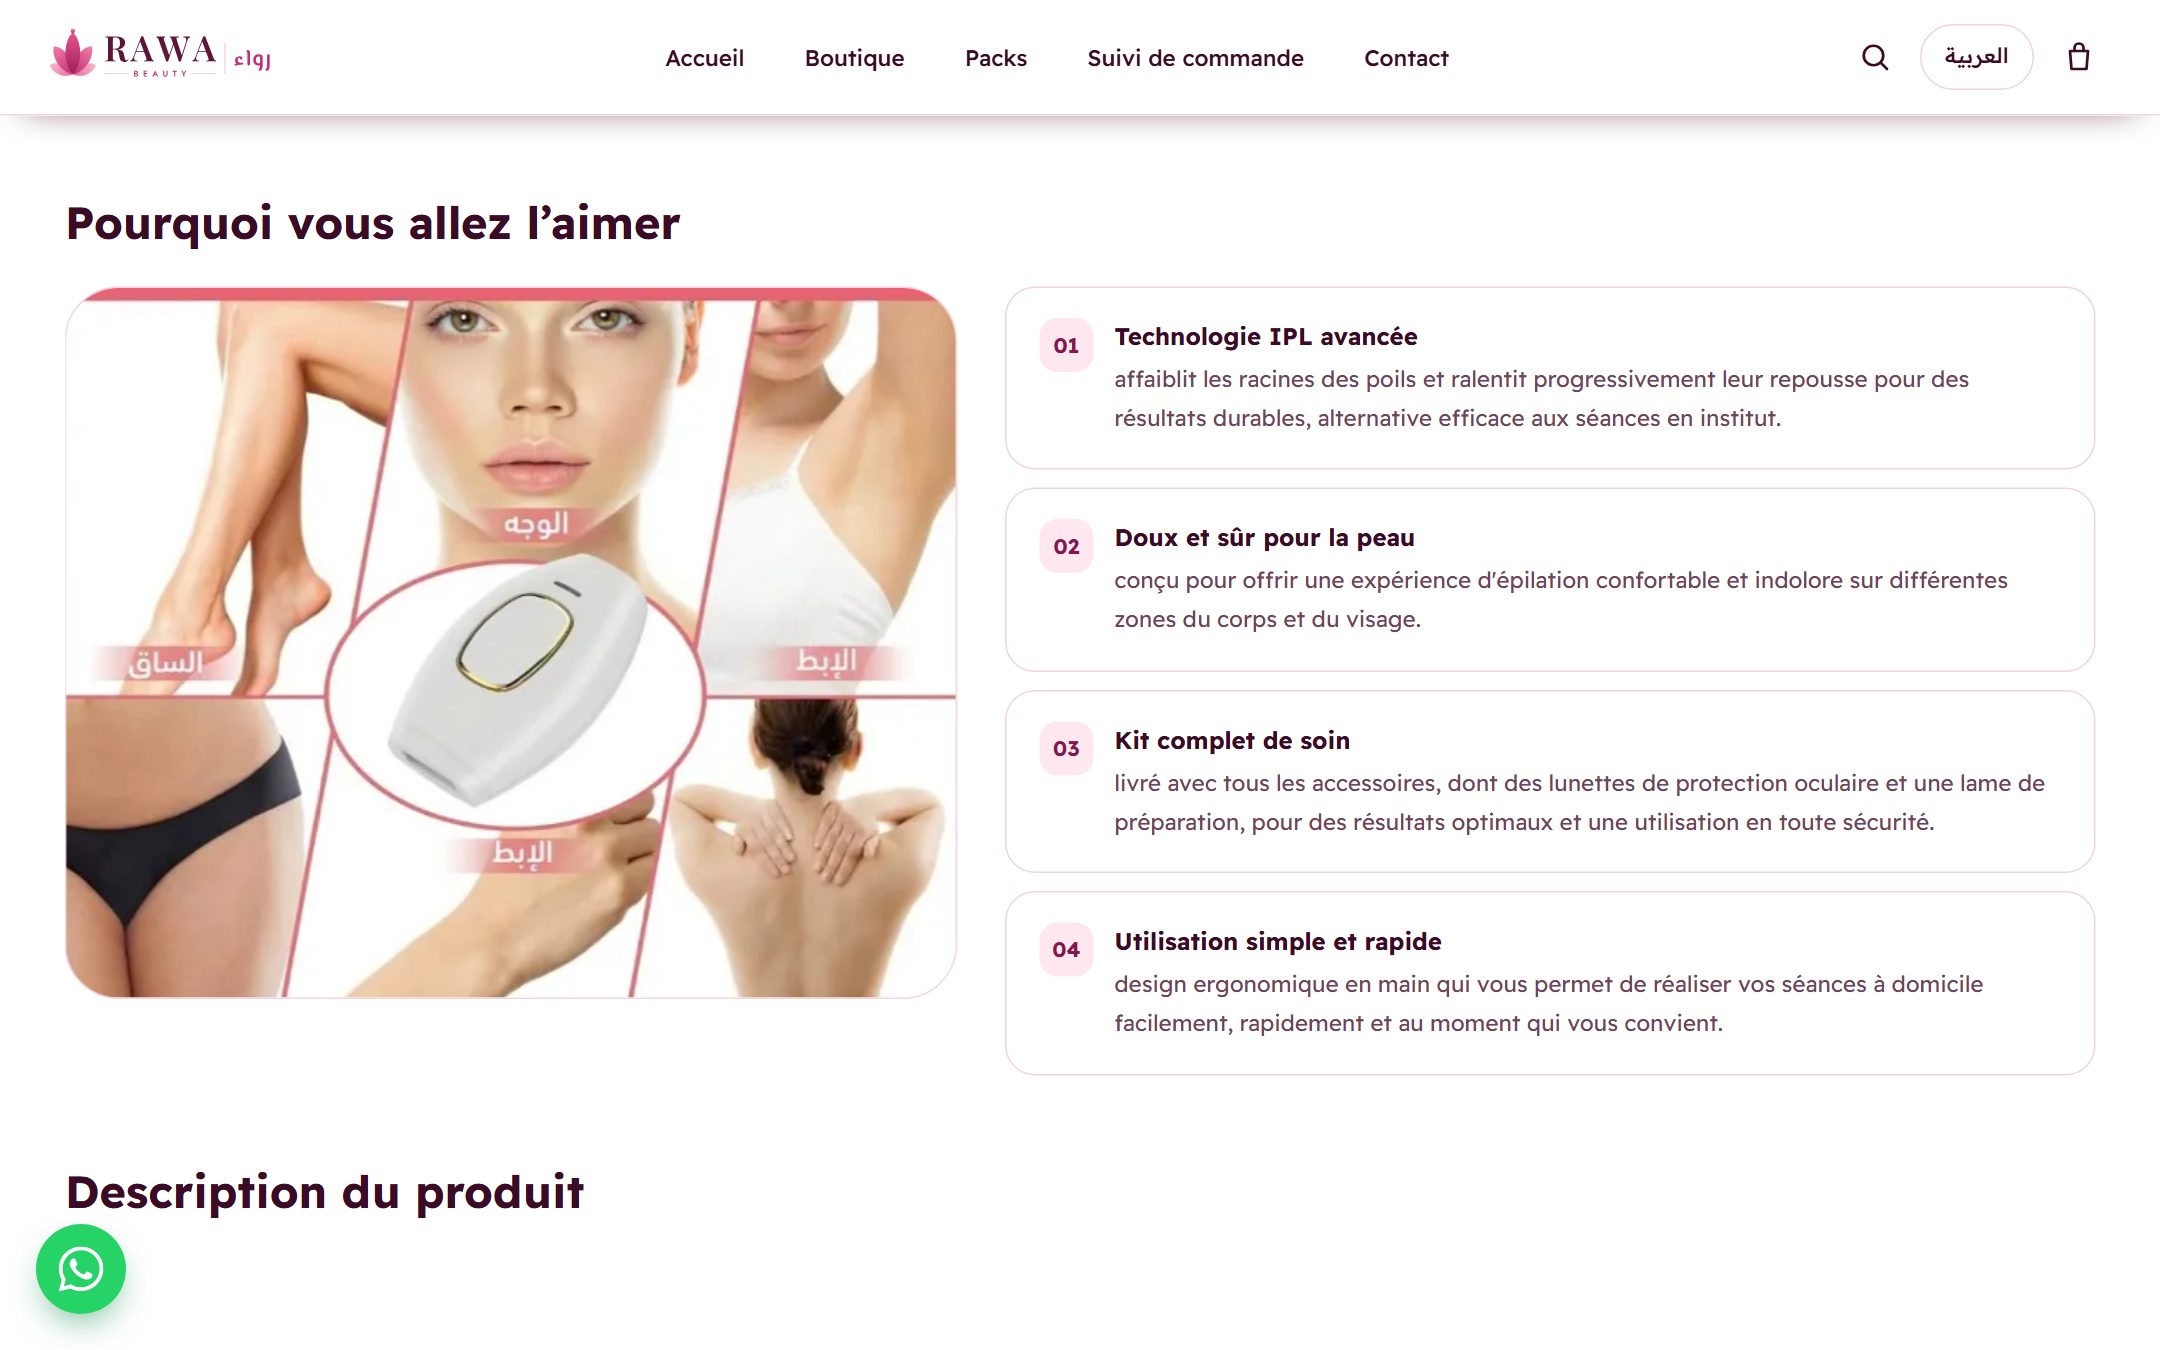 RAWA
BEAUTY
رواء
Accueil
Boutique
Packs
Suivi de commande
Contact
العربية
Pourquoi vous allez l’aimer
الوجه
الساق
الإبط
الإبط
01
Technologie IPL avancée
affaiblit les racines des poils et ralentit progressivement leur repousse pour des
résultats durables, alternative efficace aux séances en institut.
02
Doux et sûr pour la peau
conçu pour offrir une expérience d'épilation confortable et indolore sur différentes
zones du corps et du visage.
03
Kit complet de soin
livré avec tous les accessoires, dont des lunettes de protection oculaire et une lame de
préparation, pour des résultats optimaux et une utilisation en toute sécurité.
04
Utilisation simple et rapide
design ergonomique en main qui vous permet de réaliser vos séances à domicile
facilement, rapidement et au moment qui vous convient.
Description du produit